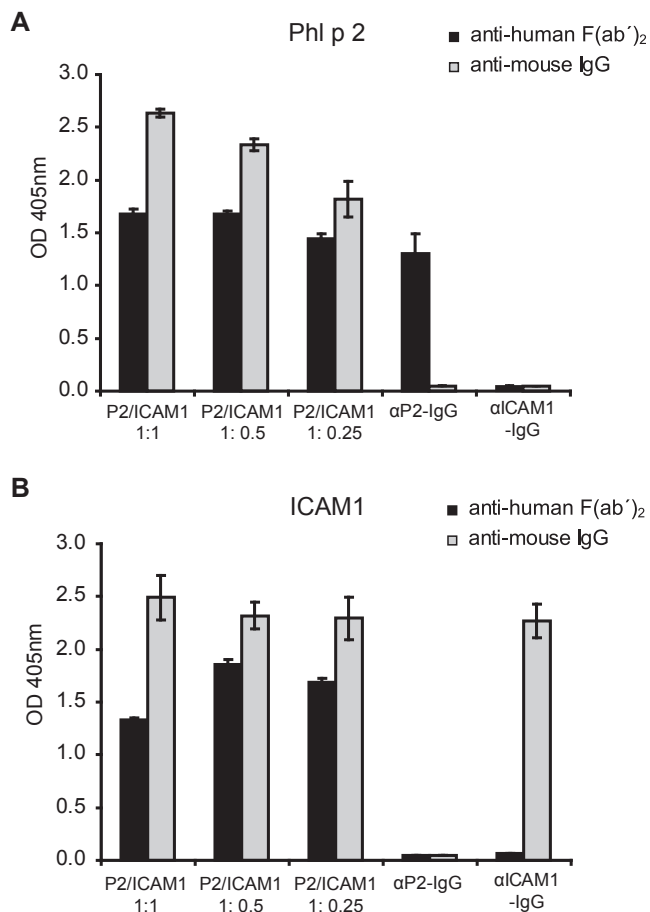 A
Phl p 2
anti-human F(ab´)2
anti-mouse IgG
OD 405nm
3.0
2.5
2.0
1.5
1.0
0.5
0.0
P2/ICAM1
1:1
P2/ICAM1
1: 0.5
P2/ICAM1
1: 0.25
αP2-IgG
αICAM1
-IgG
B
ICAM1
anti-human F(ab´)2
anti-mouse IgG
OD 405nm
3.0
2.5
2.0
1.5
1.0
0.5
0.0
P2/ICAM1
1:1
P2/ICAM1
1: 0.5
P2/ICAM1
1: 0.25
αP2-IgG
αICAM1
-IgG